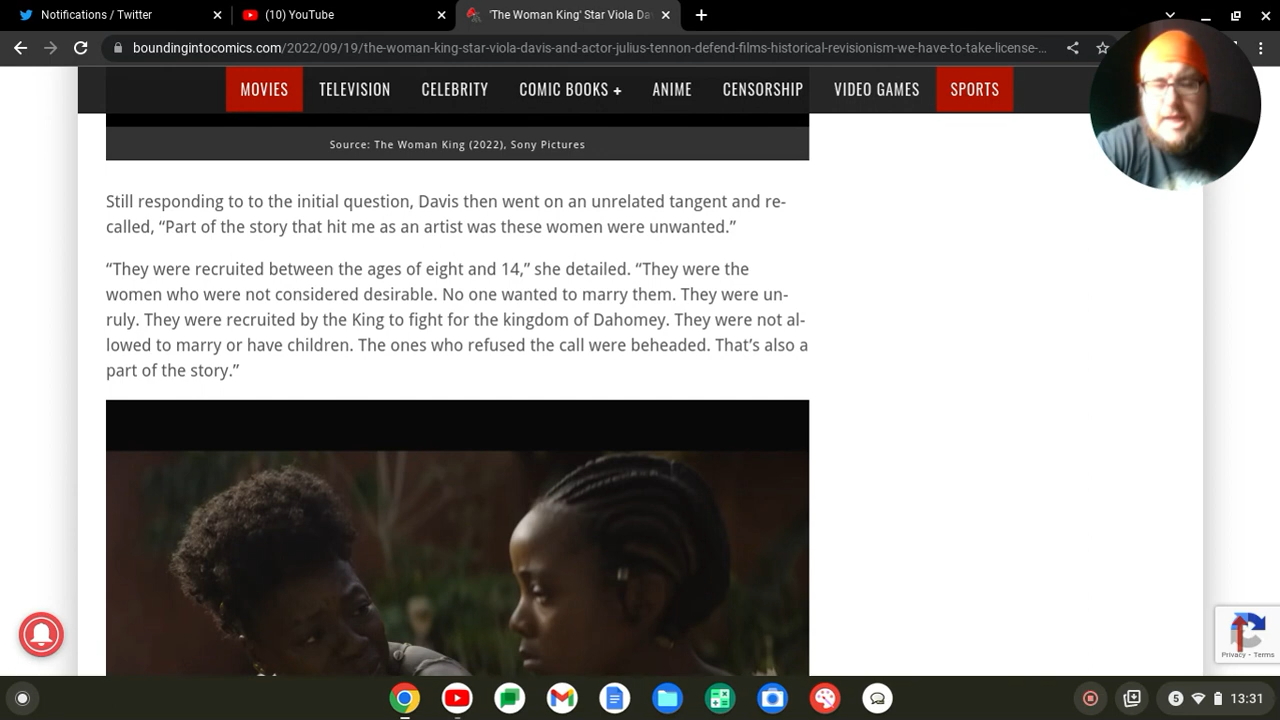 Notifications / Twitter
(10) YouTube
'The Woman King' Star Viola Da
boundingintocomics.com/2022/09/19/the-woman-king-star-viola-davis-and-actor-julius-tennon-defend-films-historical-revisionism-we-have-to-take-license-...
MOVIES TELEVISION CELEBRITY COMIC BOOKS + ANIME CENSORSHIP VIDEO GAMES SPORTS
Source: The Woman King (2022), Sony Pictures
Still responding to to the initial question, Davis then went on an unrelated tangent and re-
called, “Part of the story that hit me as an artist was these women were unwanted.”
“They were recruited between the ages of eight and 14,” she detailed. “They were the
women who were not considered desirable. No one wanted to marry them. They were un-
ruly. They were recruited by the King to fight for the kingdom of Dahomey. They were not al-
lowed to marry or have children. The ones who refused the call were beheaded. That’s also a
part of the story.”
Privacy - Terms
5
13:31